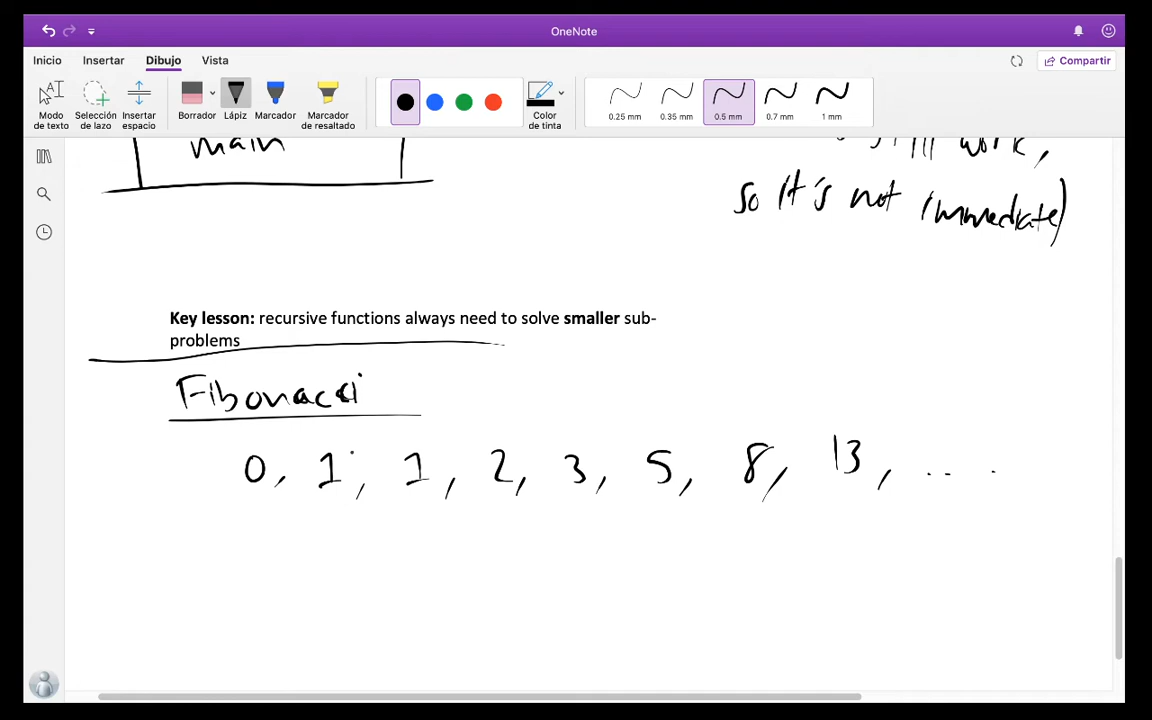 OneNote
Inicio Insertar Dibujo Vista
Compartir
Modo de texto
Selección de lazo
Insertar espacio
Borrador
Lápiz
Marcador
Marcador de resaltado
Color de tinta
0.25 mm
0.35 mm
0.5 mm
0.7 mm
1 mm
main
still work,
so it's not immediate)
Key lesson: recursive functions always need to solve smaller sub-
problems
Fibonacci
0, 1, 1, 2, 3, 5, 8, 13, ...